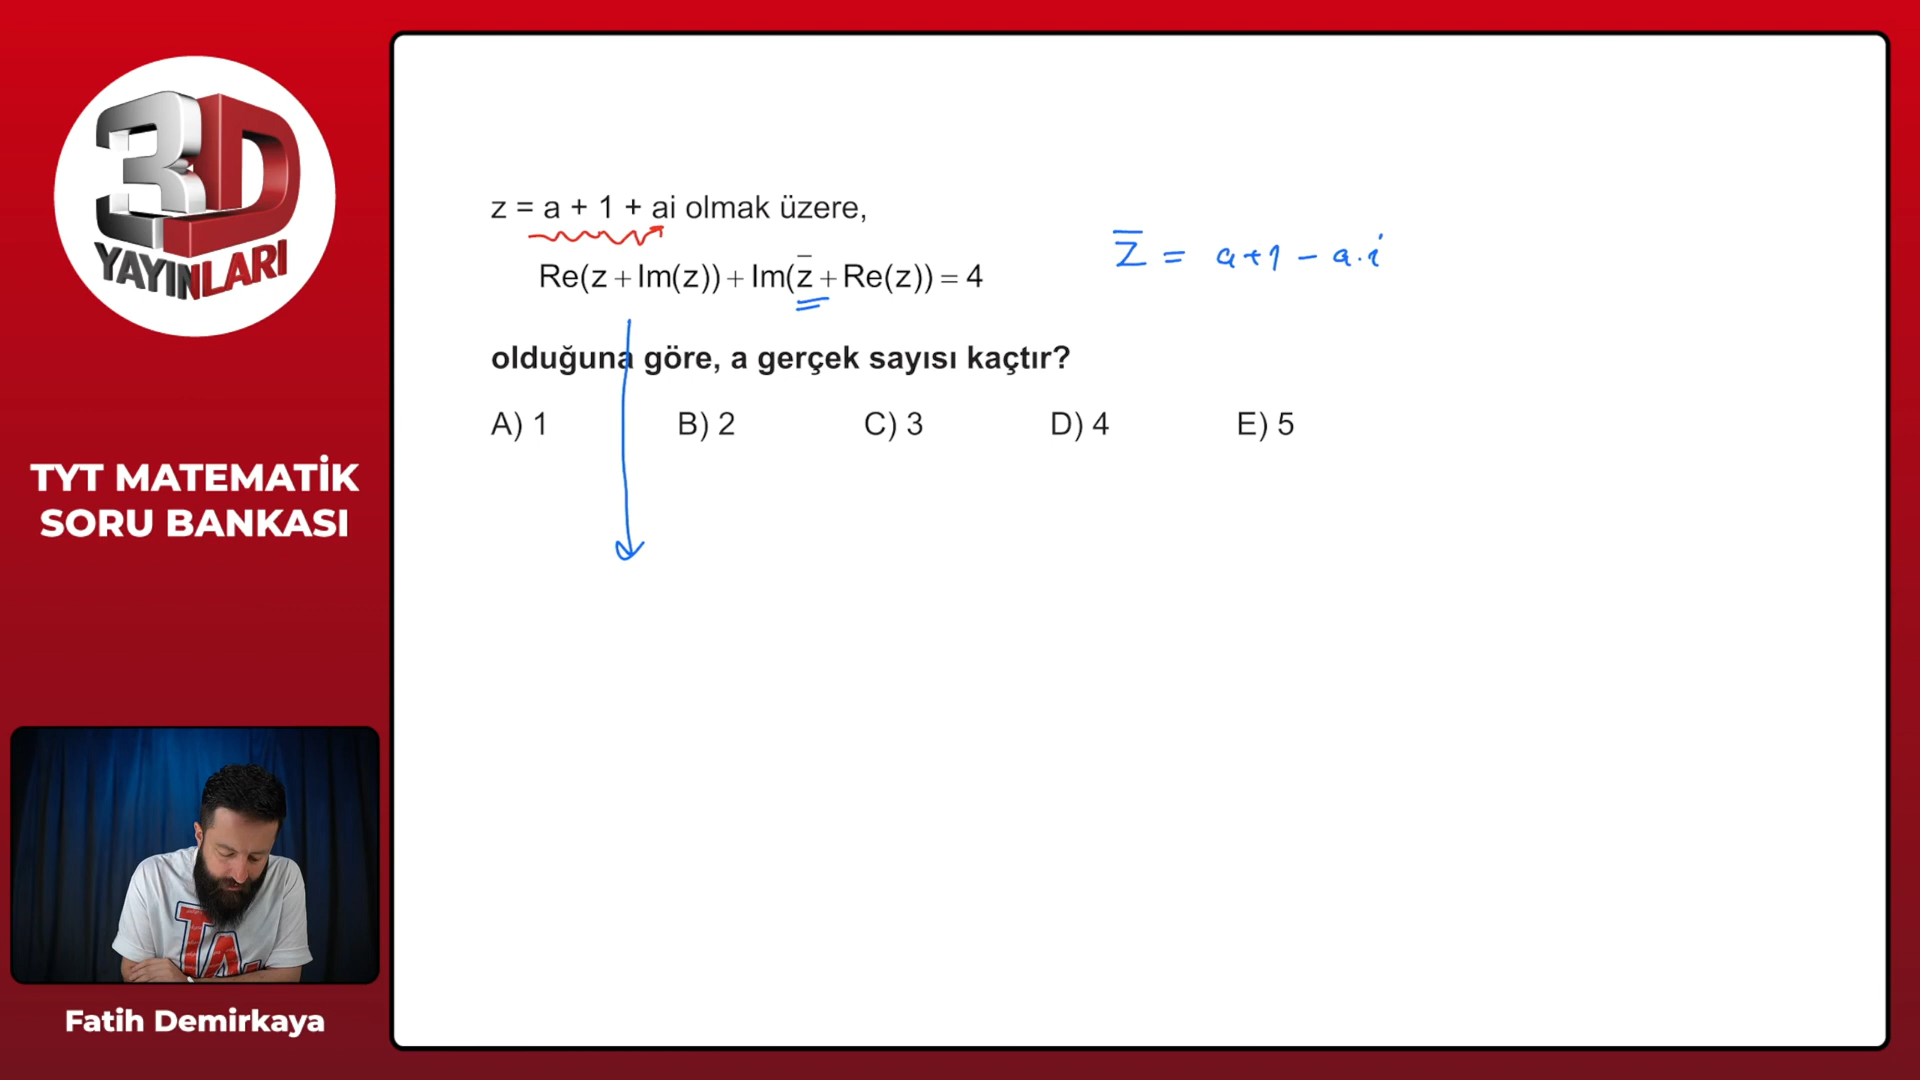 3D
YAYINLARI
TYT MATEMATİK
SORU BANKASI
Fatih Demirkaya
z = a + 1 + ai olmak üzere,
Re(z + Im(z)) + Im(z̄ + Re(z)) = 4
olduğuna göre, a gerçek sayısı kaçtır?
A) 1 B) 2 C) 3 D) 4 E) 5
z̄ = a+1 - a.i